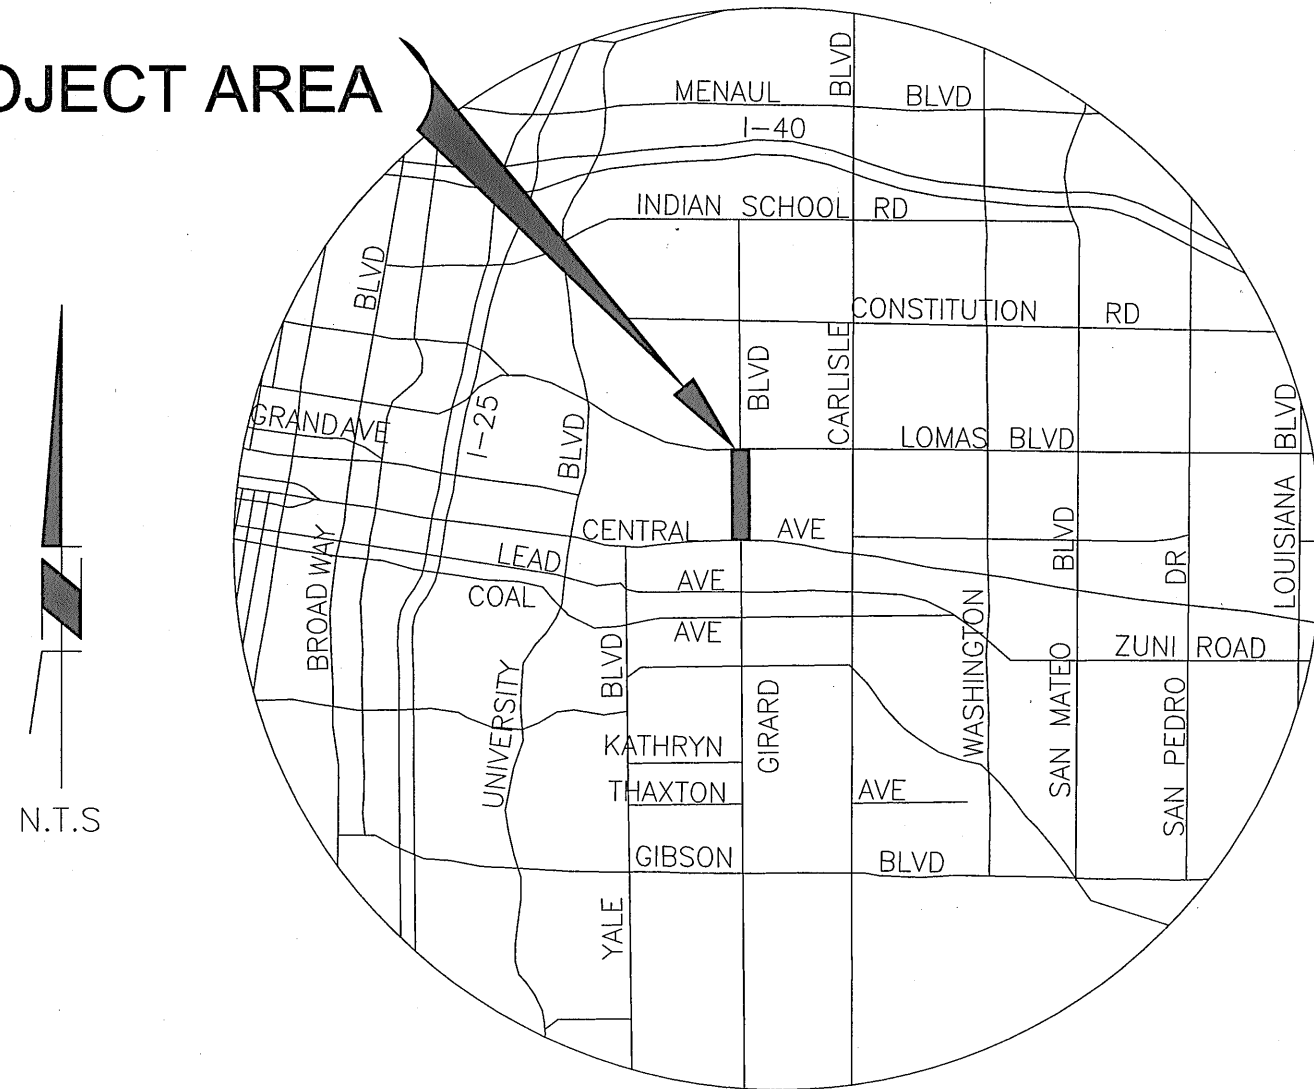 OJECT AREA
MENAUL BLVD
BLVD
I-40
INDIAN SCHOOL RD
BLVD
CONSTITUTION RD
BLVD
CARLISLE
GRAND AVE
I-25
BLVD
LOMAS BLVD
LOUISIANA BLVD
CENTRAL AVE
BLVD
LEAD AVE
DR
COAL AVE
BROADWAY
BLVD
WASHINGTON
ZUNI ROAD
UNIVERSITY
GIRARD
SAN MATEO
SAN PEDRO
KATHRYN
THAXTON AVE
N.T.S
GIBSON BLVD
YALE